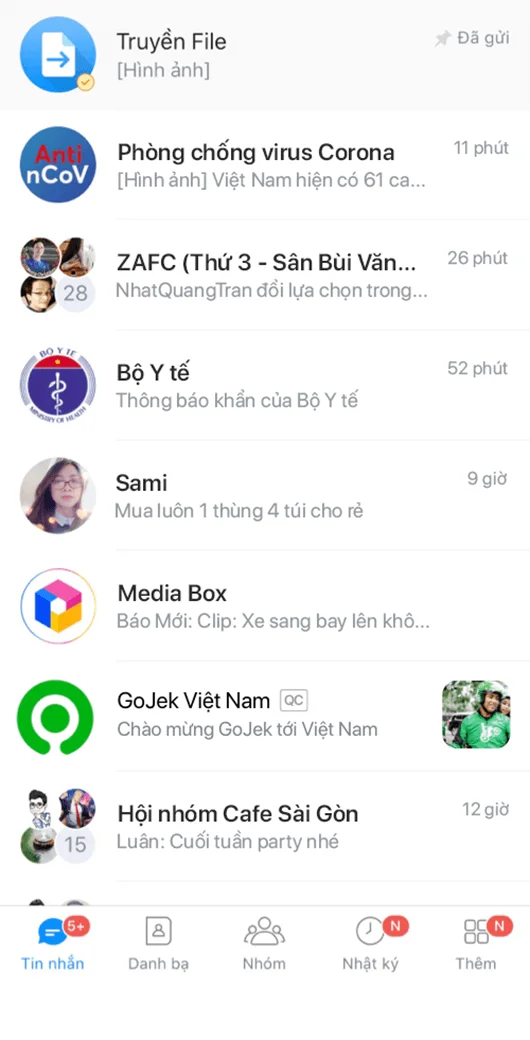 Truyền File
Đã gửi
[Hình ảnh]
Anti
nCoV
Phòng chống virus Corona
11 phút
[Hình ảnh] Việt Nam hiện có 61 ca...
ZAFC (Thứ 3 - Sân Bùi Văn...
26 phút
28
NhatQuangTran đổi lựa chọn trong...
BỘ Y TẾ
MINISTRY OF HEALTH
Bộ Y tế
52 phút
Thông báo khẩn của Bộ Y tế
Sami
9 giờ
Mua luôn 1 thùng 4 túi cho rẻ
Media Box
Báo Mới: Clip: Xe sang bay lên khô...
GoJek Việt Nam QC
Chào mừng GoJek tới Việt Nam
Hội nhóm Cafe Sài Gòn
12 giờ
15
Luân: Cuối tuần party nhé
5+
N
N
Tin nhắn
Danh bạ
Nhóm
Nhật ký
Thêm